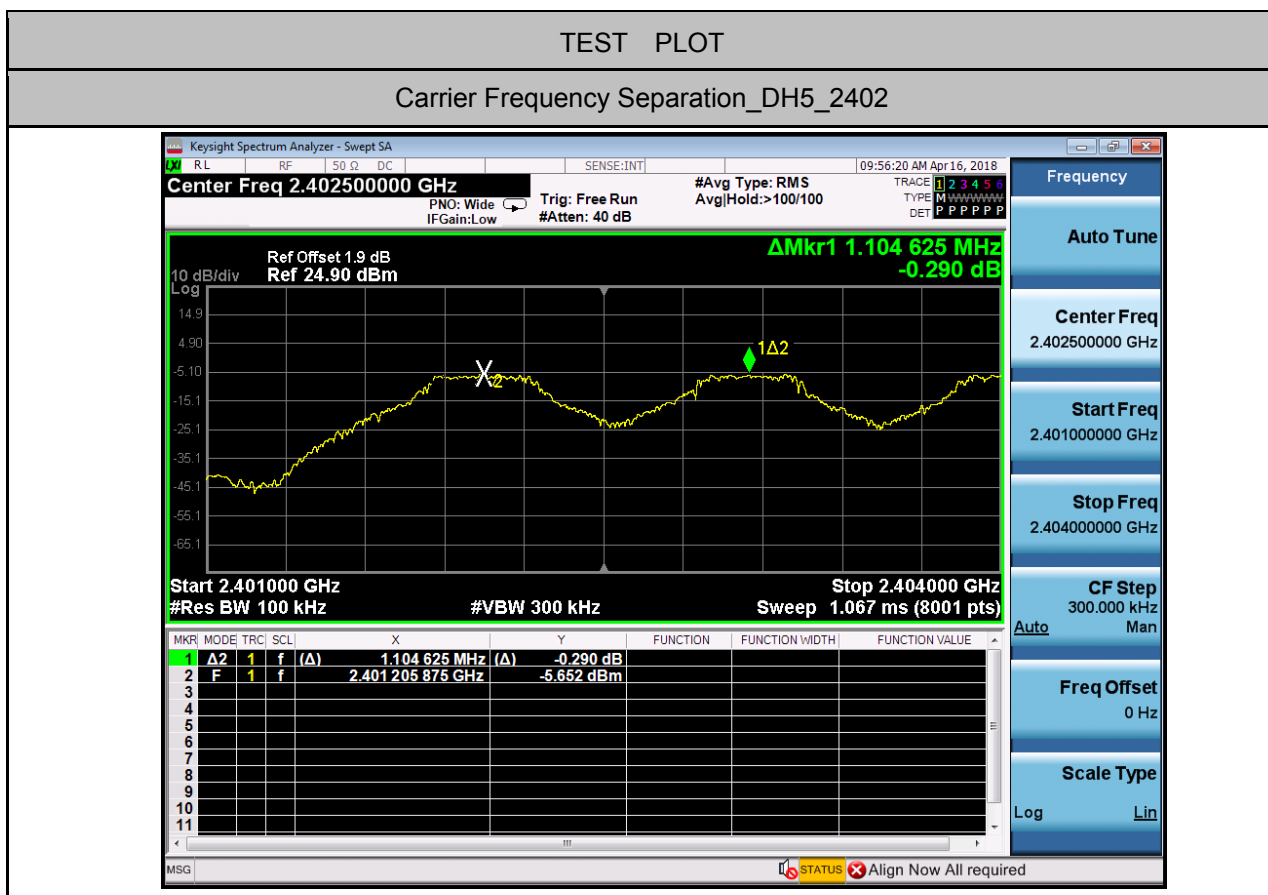 TEST PLOT
Carrier Frequency Separation_DH5_2402
Keysight Spectrum Analyzer - Swept SA
LXI RL RF 50 Ω DC SENSE:INT 09:56:20 AM Apr 16, 2018
Center Freq 2.402500000 GHz
PNO: Wide
IFGain:Low
Trig: Free Run
#Atten: 40 dB
#Avg Type: RMS
Avg|Hold:>100/100
TRACE 1 2 3 4 5 6
TYPE M W W W W W
DET P P P P P P
ΔMkr1 1.104 625 MHz
-0.290 dB
Ref Offset 1.9 dB
10 dB/div Ref 24.90 dBm
Log
14.9
4.90
-5.10
-15.1
-25.1
-35.1
-45.1
-55.1
-65.1
1Δ2
2
Start 2.401000 GHz Stop 2.404000 GHz
#Res BW 100 kHz #VBW 300 kHz Sweep 1.067 ms (8001 pts)
MKR MODE TRC SCL X Y FUNCTION FUNCTION WIDTH FUNCTION VALUE
1 Δ2 1 f (Δ) 1.104 625 MHz (Δ) -0.290 dB
2 F 1 f 2.401 205 875 GHz -5.652 dBm
3
4
5
6
7
8
9
10
11
MSG STATUS Align Now All required
Frequency
Auto Tune
Center Freq
2.402500000 GHz
Start Freq
2.401000000 GHz
Stop Freq
2.404000000 GHz
CF Step
300.000 kHz
Auto Man
Freq Offset
0 Hz
Scale Type
Log Lin